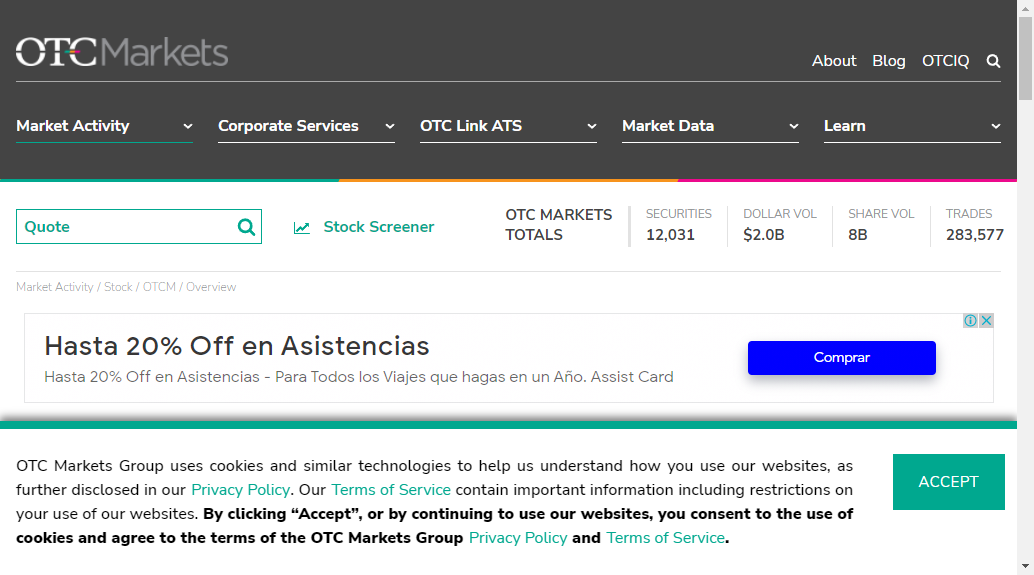 OTCMarkets
About Blog OTCIQ
Market Activity Corporate Services OTC Link ATS Market Data Learn
Quote
Stock Screener
OTC MARKETS TOTALS
SECURITIES
12,031
DOLLAR VOL
$2.0B
SHARE VOL
8B
TRADES
283,577
Market Activity / Stock / OTCM / Overview
Hasta 20% Off en Asistencias
Hasta 20% Off en Asistencias - Para Todos los Viajes que hagas en un Año. Assist Card
Comprar
OTC Markets Group uses cookies and similar technologies to help us understand how you use our websites, as
further disclosed in our Privacy Policy. Our Terms of Service contain important information including restrictions on
your use of our websites. By clicking “Accept”, or by continuing to use our websites, you consent to the use of
cookies and agree to the terms of the OTC Markets Group Privacy Policy and Terms of Service.
ACCEPT